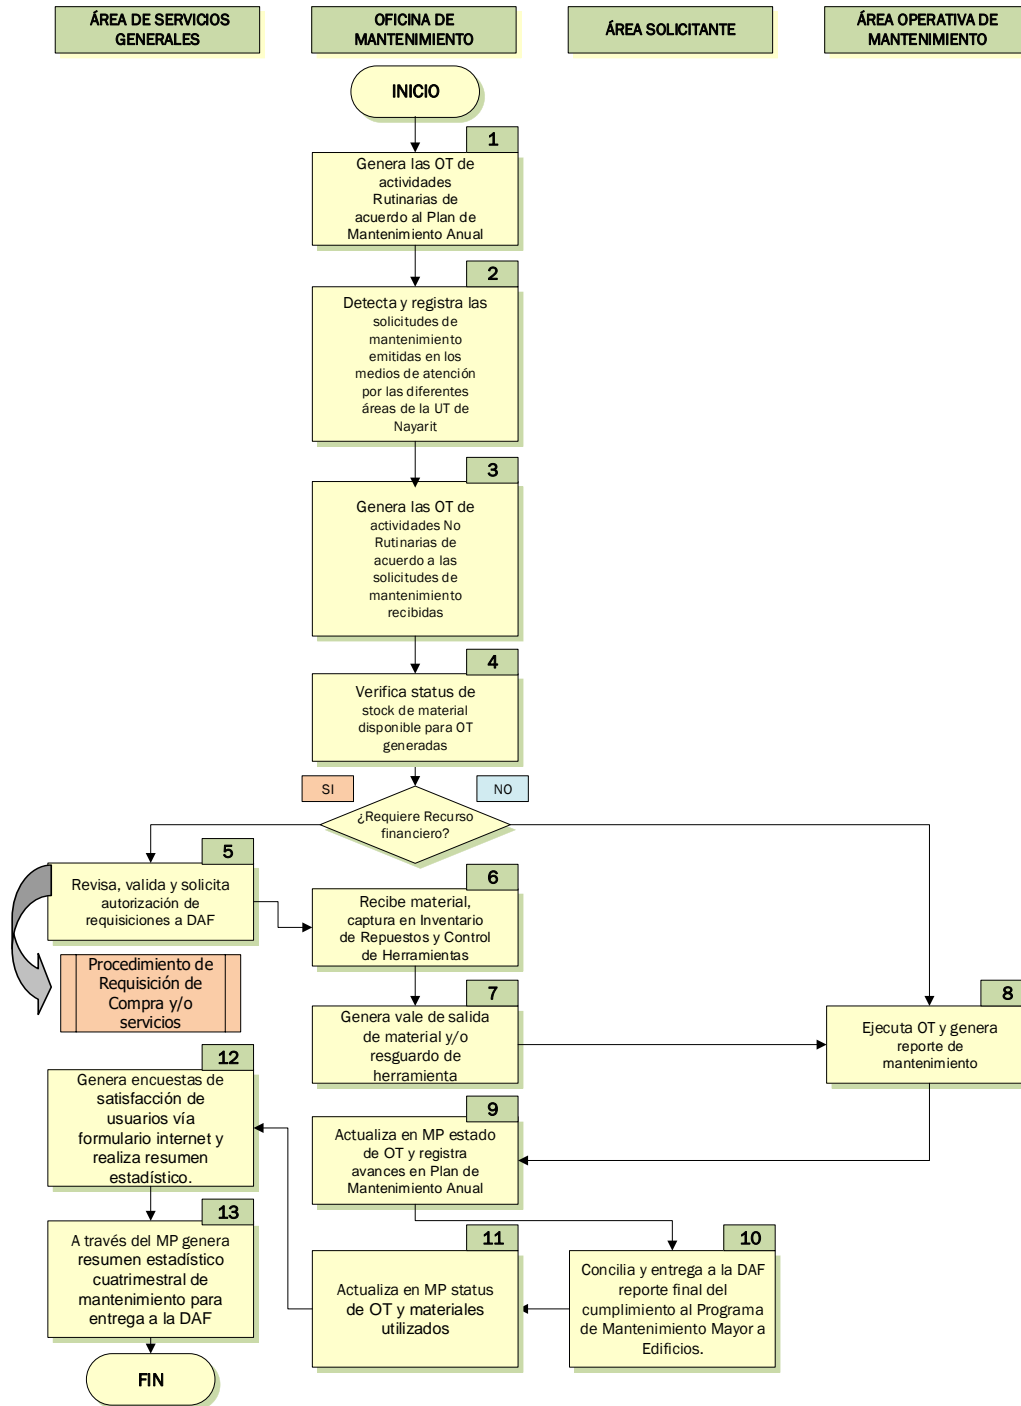 ÁREA DE SERVICIOS
GENERALES
OFICINA DE
MANTENIMIENTO
ÁREA SOLICITANTE
ÁREA OPERATIVA DE
MANTENIMIENTO
INICIO
1
Genera las OT de
actividades
Rutinarias de
acuerdo al Plan de
Mantenimiento Anual
2
Detecta y registra las
solicitudes de
mantenimiento
emitidas en los
medios de atención
por las diferentes
áreas de la UT de
Nayarit
3
Genera las OT de
actividades No
Rutinarias de
acuerdo a las
solicitudes de
mantenimiento
recibidas
4
Verifica status de
stock de material
disponible para OT
generadas
SI
NO
¿Requiere Recurso
financiero?
5
Revisa, valida y solicita
autorización de
requisiciones a DAF
Procedimiento de
Requisición de
Compra y/o
servicios
6
Recibe material,
captura en Inventario
de Repuestos y Control
de Herramientas
7
Genera vale de salida
de material y/o
resguardo de
herramienta
8
Ejecuta OT y genera
reporte de
mantenimiento
9
Actualiza en MP estado
de OT y registra
avances en Plan de
Mantenimiento Anual
10
Concilia y entrega a la DAF
reporte final del
cumplimiento al Programa
de Mantenimiento Mayor a
Edificios.
11
Actualiza en MP status
de OT y materiales
utilizados
12
Genera encuestas de
satisfacción de
usuarios vía
formulario internet y
realiza resumen
estadístico.
13
A través del MP genera
resumen estadístico
cuatrimestral de
mantenimiento para
entrega a la DAF
FIN